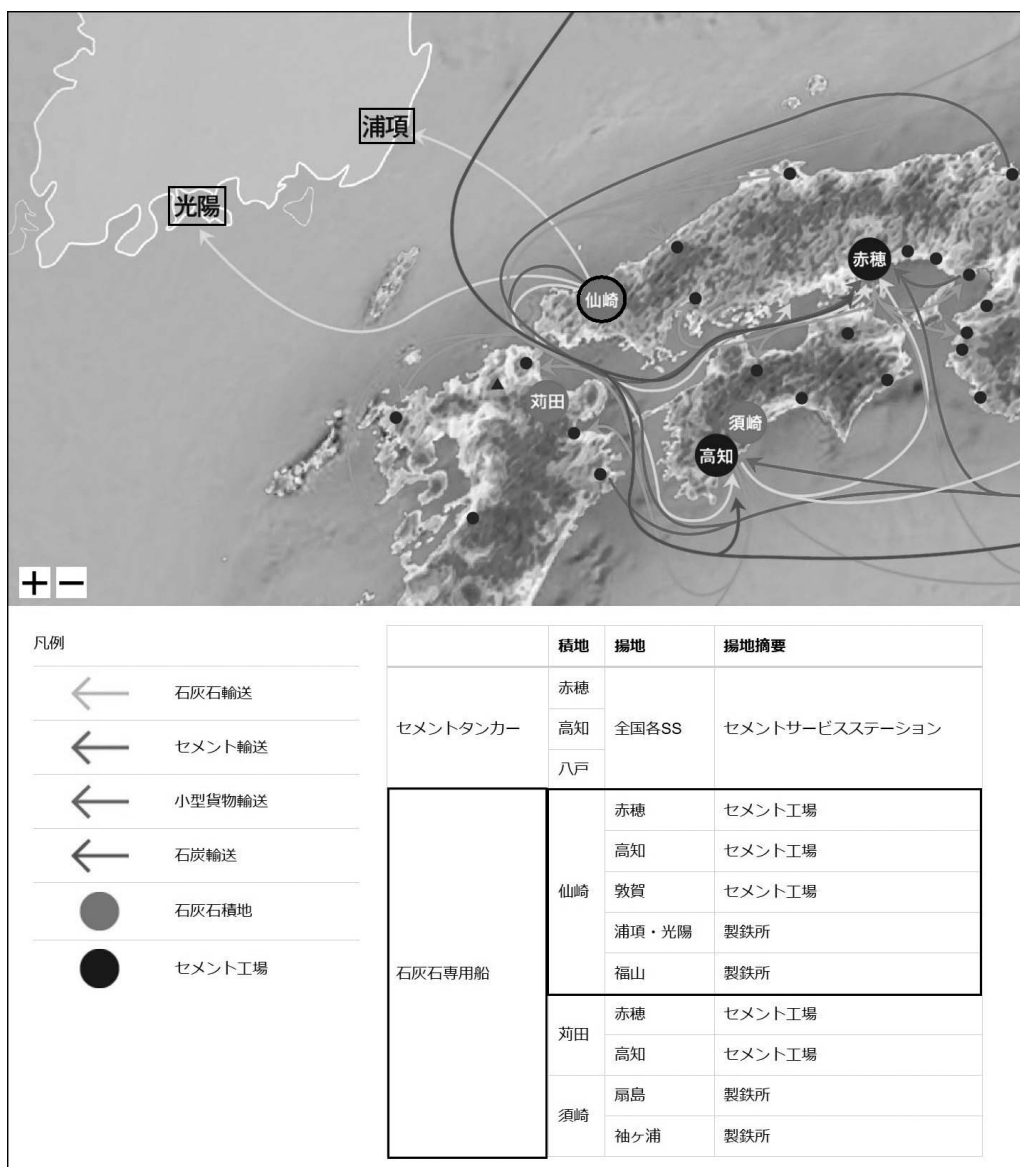 浦項
光陽
赤穂
仙崎
苅田
須崎
高知
+ −
凡例
石灰石輸送
セメント輸送
小型貨物輸送
石炭輸送
石灰石積地
セメント工場
積地 揚地 揚地摘要
セメントタンカー 赤穂 高知 八戸 全国各SS セメントサービスステーション
石灰石専用船
仙崎
赤穂 セメント工場
高知 セメント工場
敦賀 セメント工場
浦項・光陽 製鉄所
福山 製鉄所
苅田
赤穂 セメント工場
高知 セメント工場
須崎
扇島 製鉄所
袖ヶ浦 製鉄所